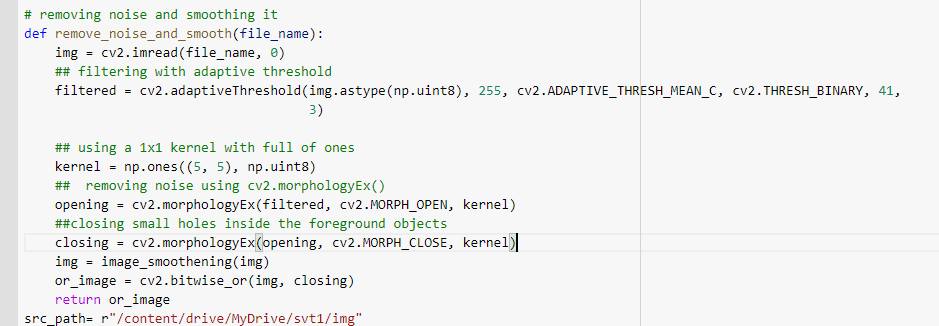 # removing noise and smoothing it
def remove_noise_and_smooth(file_name):
    img = cv2.imread(file_name, 0)
    ## filtering with adaptive threshold
    filtered = cv2.adaptiveThreshold(img.astype(np.uint8), 255, cv2.ADAPTIVE_THRESH_MEAN_C, cv2.THRESH_BINARY, 41,
                                     3)
    ## using a 1x1 kernel with full of ones
    kernel = np.ones((5, 5), np.uint8)
    ##  removing noise using cv2.morphologyEx()
    opening = cv2.morphologyEx(filtered, cv2.MORPH_OPEN, kernel)
    ##closing small holes inside the foreground objects
    closing = cv2.morphologyEx(opening, cv2.MORPH_CLOSE, kernel)
    img = image_smoothening(img)
    or_image = cv2.bitwise_or(img, closing)
    return or_image
src_path= r"/content/drive/MyDrive/svt1/img"